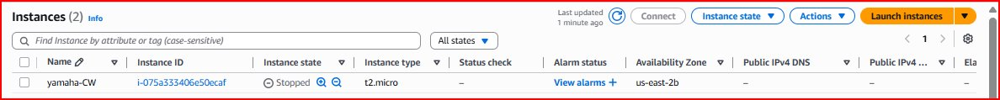 Instances (2) Info
Last updated
1 minute ago
Connect
Instance state
Actions
Launch instances
Find Instance by attribute or tag (case-sensitive)
All states
1
Name Instance ID Instance state Instance type Status check Alarm status Availability Zone Public IPv4 DNS Public IPv4 ... Ela
yamaha-CW i-075a333406e50ecaf Stopped t2.micro – View alarms + us-east-2b – – –